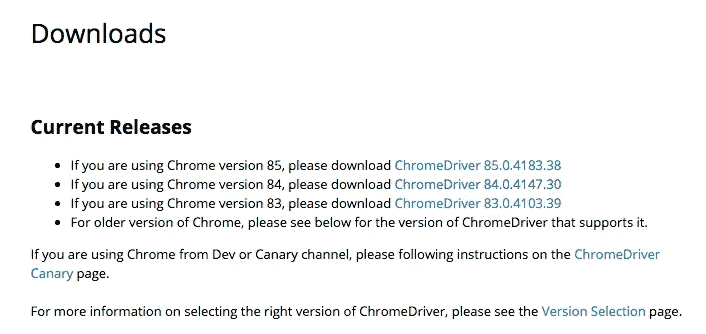 Downloads
Current Releases
• If you are using Chrome version 85, please download ChromeDriver 85.0.4183.38
• If you are using Chrome version 84, please download ChromeDriver 84.0.4147.30
• If you are using Chrome version 83, please download ChromeDriver 83.0.4103.39
• For older version of Chrome, please see below for the version of ChromeDriver that supports it.
If you are using Chrome from Dev or Canary channel, please following instructions on the ChromeDriver
Canary page.
For more information on selecting the right version of ChromeDriver, please see the Version Selection page.